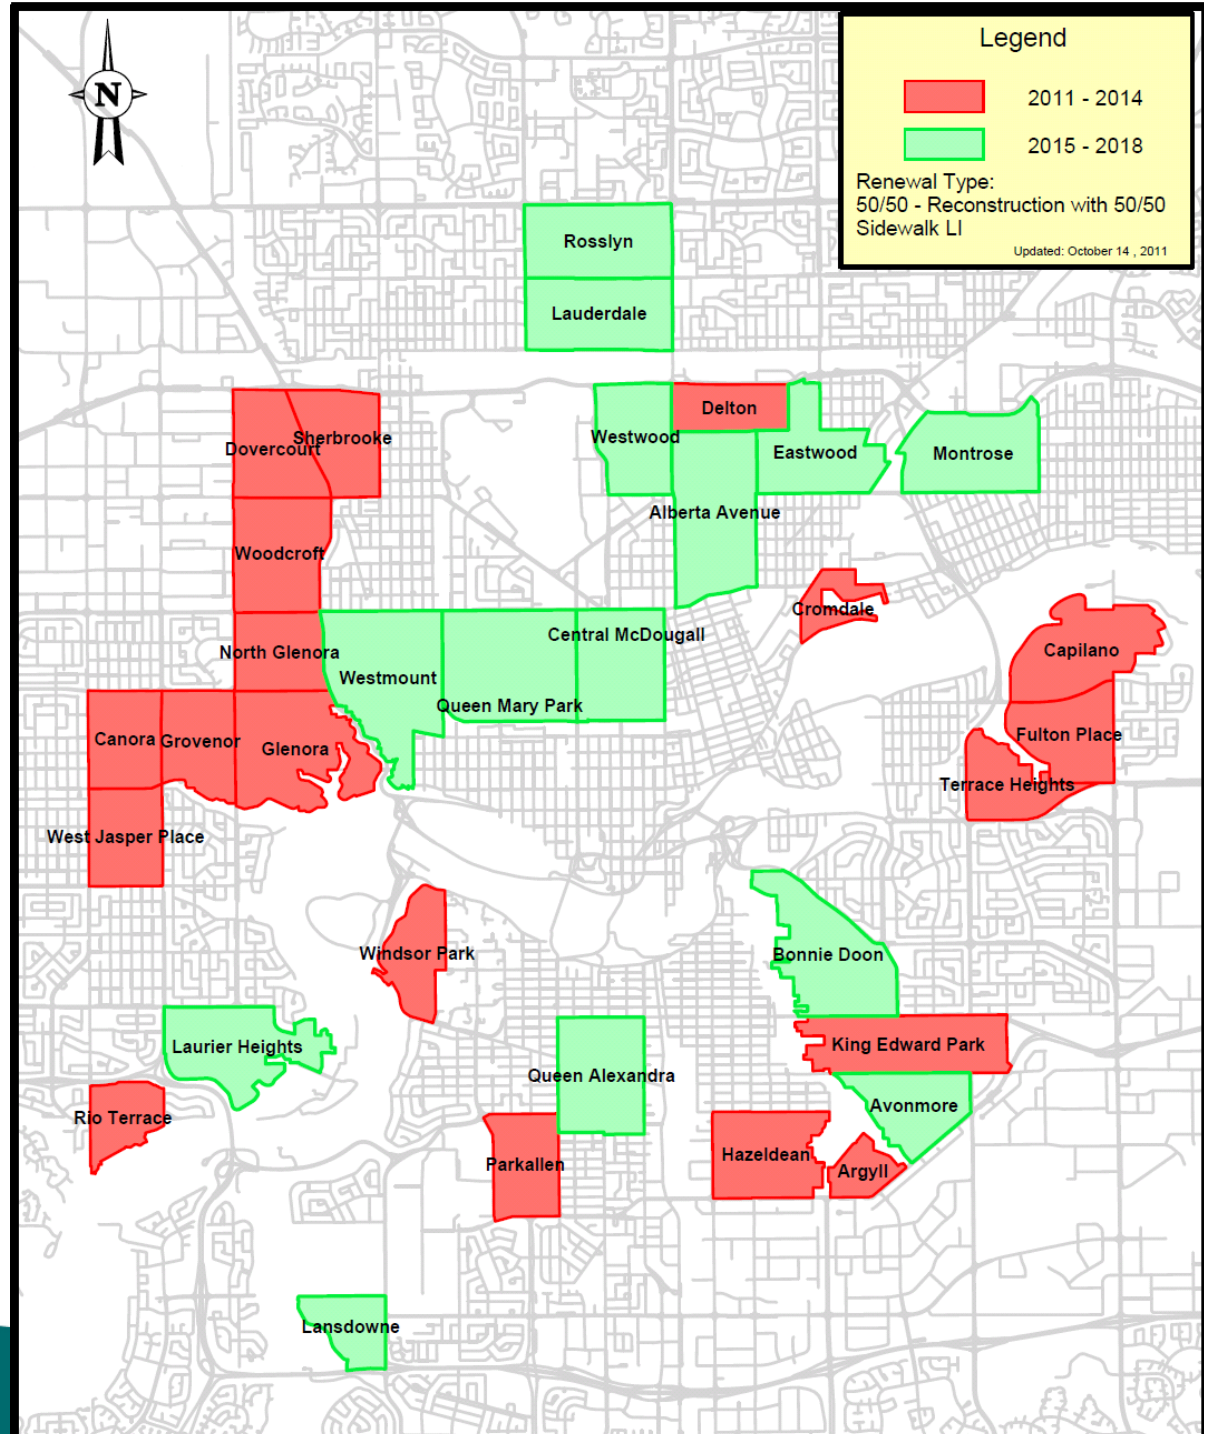 N
Legend
2011 - 2014
2015 - 2018
Renewal Type:
50/50 - Reconstruction with 50/50
Sidewalk LI
Updated: October 14 , 2011
Rosslyn
Lauderdale
Delton
Westwood
Sherbrooke
Dovercourt
Eastwood
Montrose
Alberta Avenue
Woodcroft
Cromdale
Central McDougall
North Glenora
Capilano
Westmount
Queen Mary Park
Canora
Grovenor
Glenora
Fulton Place
Terrace Heights
West Jasper Place
Windsor Park
Bonnie Doon
Laurier Heights
King Edward Park
Queen Alexandra
Avonmore
Rio Terrace
Hazeldean
Parkallen
Argyll
Lansdowne